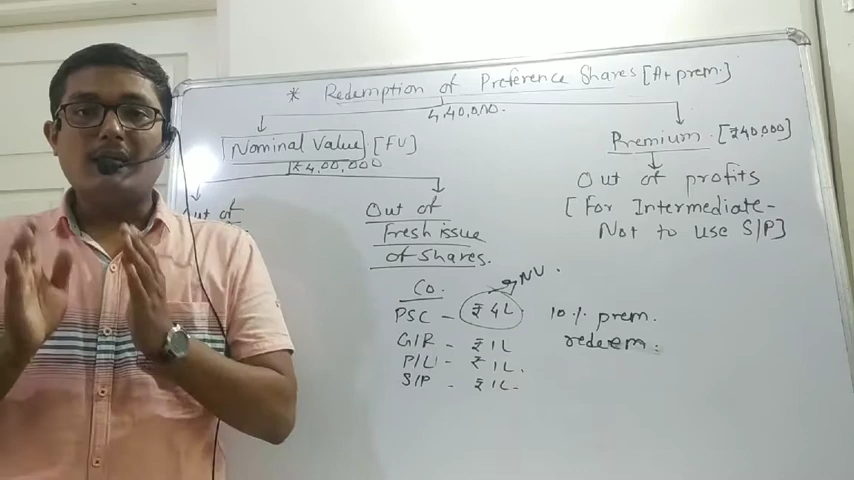 * Redemption of Preference Shares [At prem.]
4,40,000.
Nominal Value [FV]
₹4,00,000
Premium. [₹40,000]
Out of profits
[For Intermediate -
Not to use S/P]
out of
Out of
Fresh issue
of Shares.
Co.
PSC - ₹ 4L → NV.
G/R - ₹ 1L
P/L - ₹ 1L.
S/P - ₹ 1L.
10% prem.
redeem.